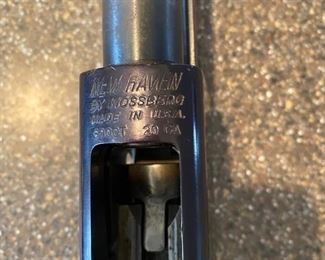 NEW HAVEN
BY MOSSBERG
MADE IN U.S.A.
600CT 20 GA